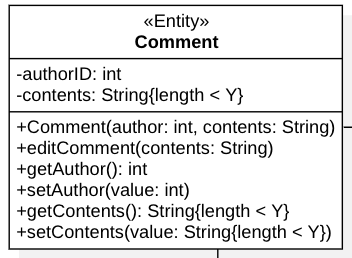 «Entity»
Comment
-authorID: int
-contents: String{length < Y}
+Comment(author: int, contents: String)
+editComment(contents: String)
+getAuthor(): int
+setAuthor(value: int)
+getContents(): String{length < Y}
+setContents(value: String{length < Y})